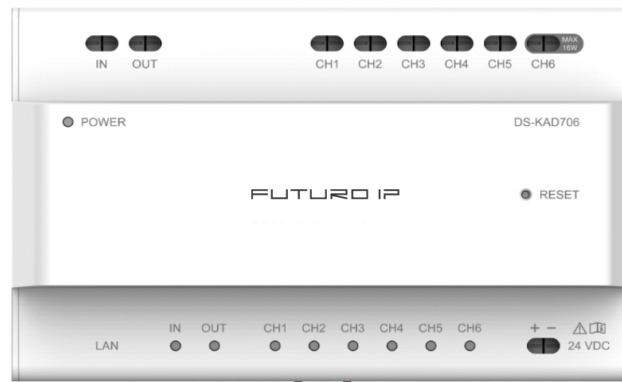 MAX
16W
IN OUT CH1 CH2 CH3 CH4 CH5 CH6
POWER DS-KAD706
FUTURO IP
RESET
IN OUT CH1 CH2 CH3 CH4 CH5 CH6 + −
LAN 24 VDC